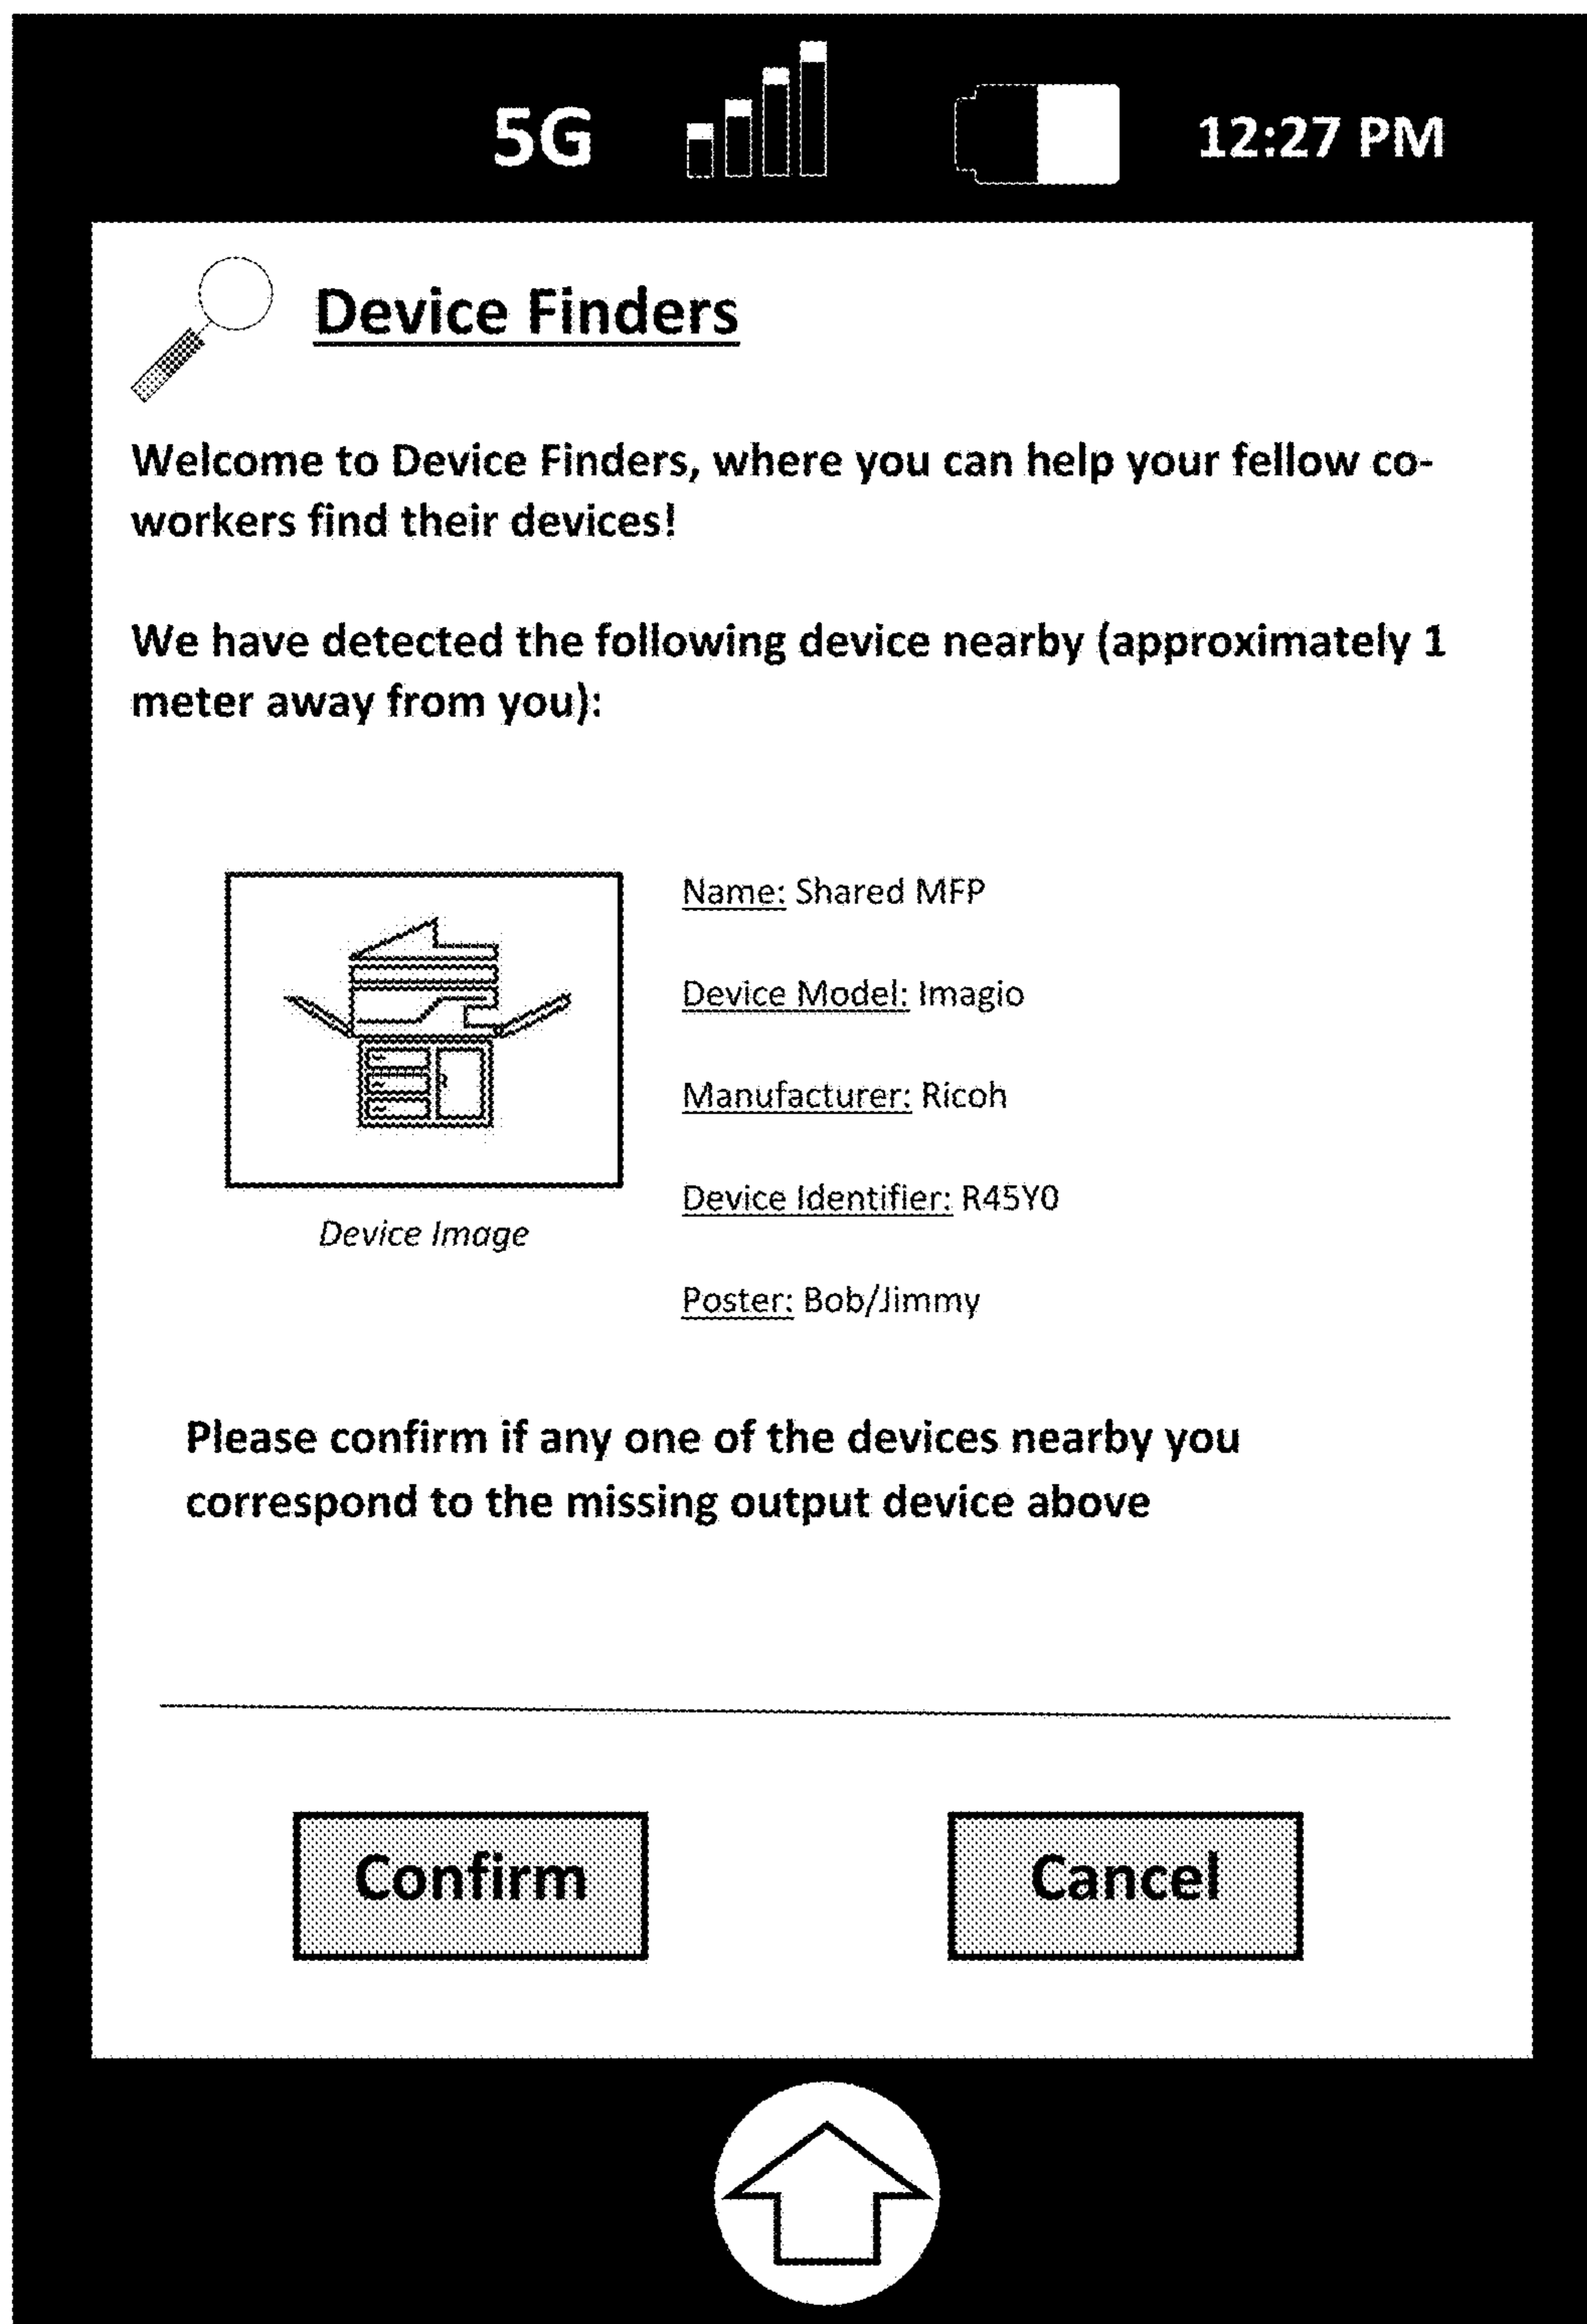 5G
12:27 PM
Device Finders
Welcome to Device Finders, where you can help your fellow co-
workers find their devices!
We have detected the following device nearby (approximately 1
meter away from you):
Name: Shared MFP
Device Model: Imagio
Manufacturer: Ricoh
Device Identifier: R45Y0
Poster: Bob/Jimmy
Device Image
Please confirm if any one of the devices nearby you
correspond to the missing output device above
Confirm
Cancel